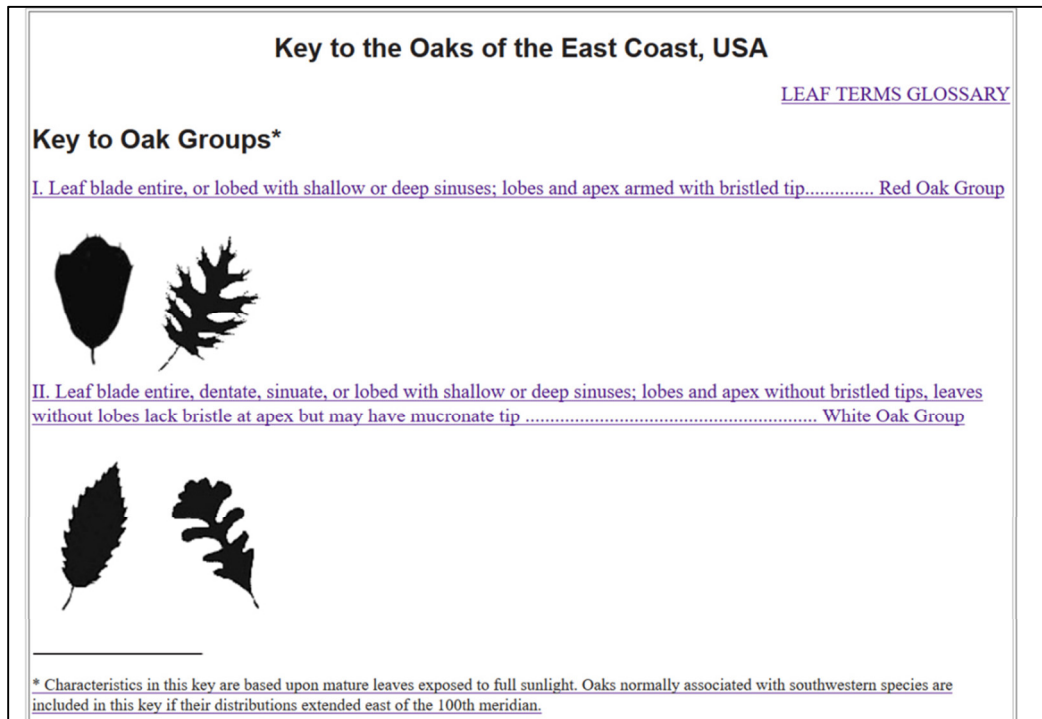 Key to the Oaks of the East Coast, USA
LEAF TERMS GLOSSARY
Key to Oak Groups*
I. Leaf blade entire, or lobed with shallow or deep sinuses; lobes and apex armed with bristled tip.............. Red Oak Group
II. Leaf blade entire, dentate, sinuate, or lobed with shallow or deep sinuses; lobes and apex without bristled tips, leaves
without lobes lack bristle at apex but may have mucronate tip ........................................................... White Oak Group
* Characteristics in this key are based upon mature leaves exposed to full sunlight. Oaks normally associated with southwestern species are
included in this key if their distributions extended east of the 100th meridian.